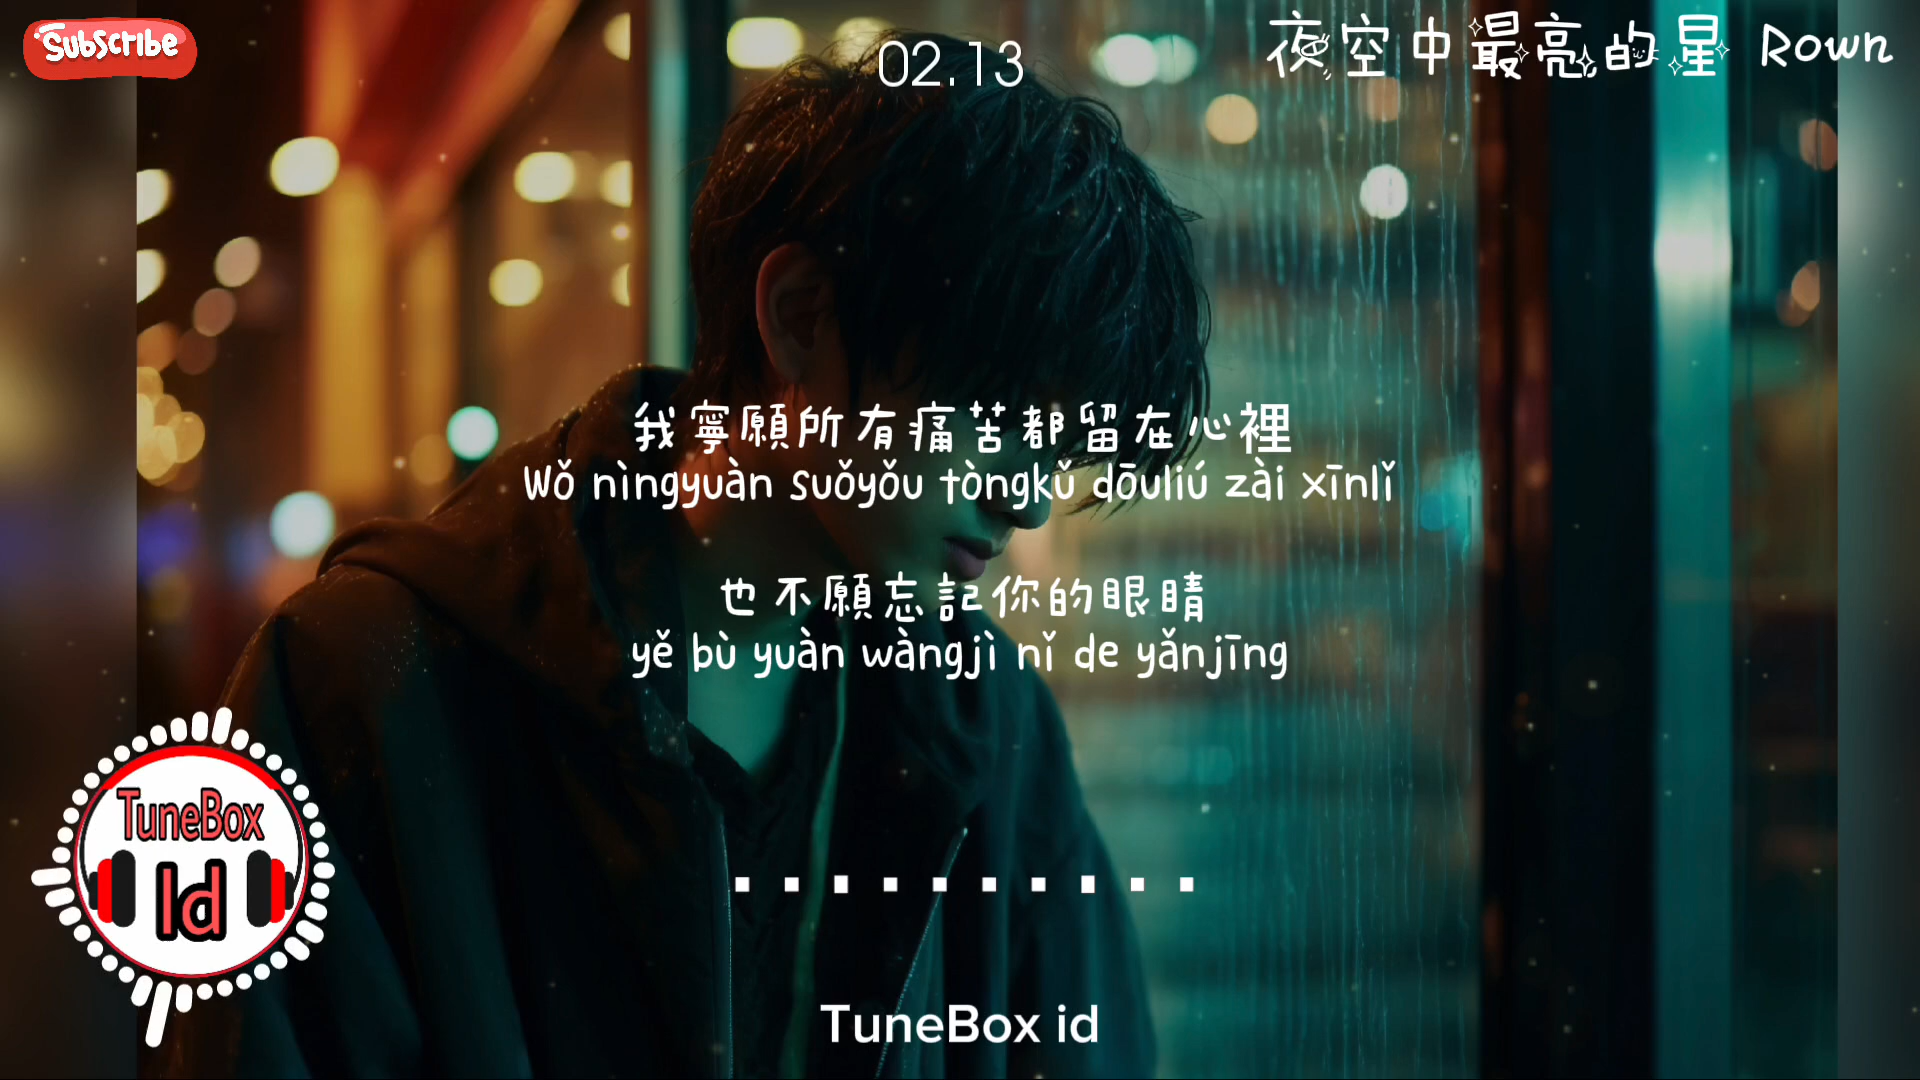 Subscribe
02.13
夜空中最亮的星 Rown
我寧願所有痛苦都留在心裡
Wǒ nìngyuàn suǒyǒu tòngkǔ dōuliú zài xīnlǐ
也不願忘記你的眼睛
yě bù yuàn wàngjì nǐ de yǎnjīng
TuneBox
Id
TuneBox id